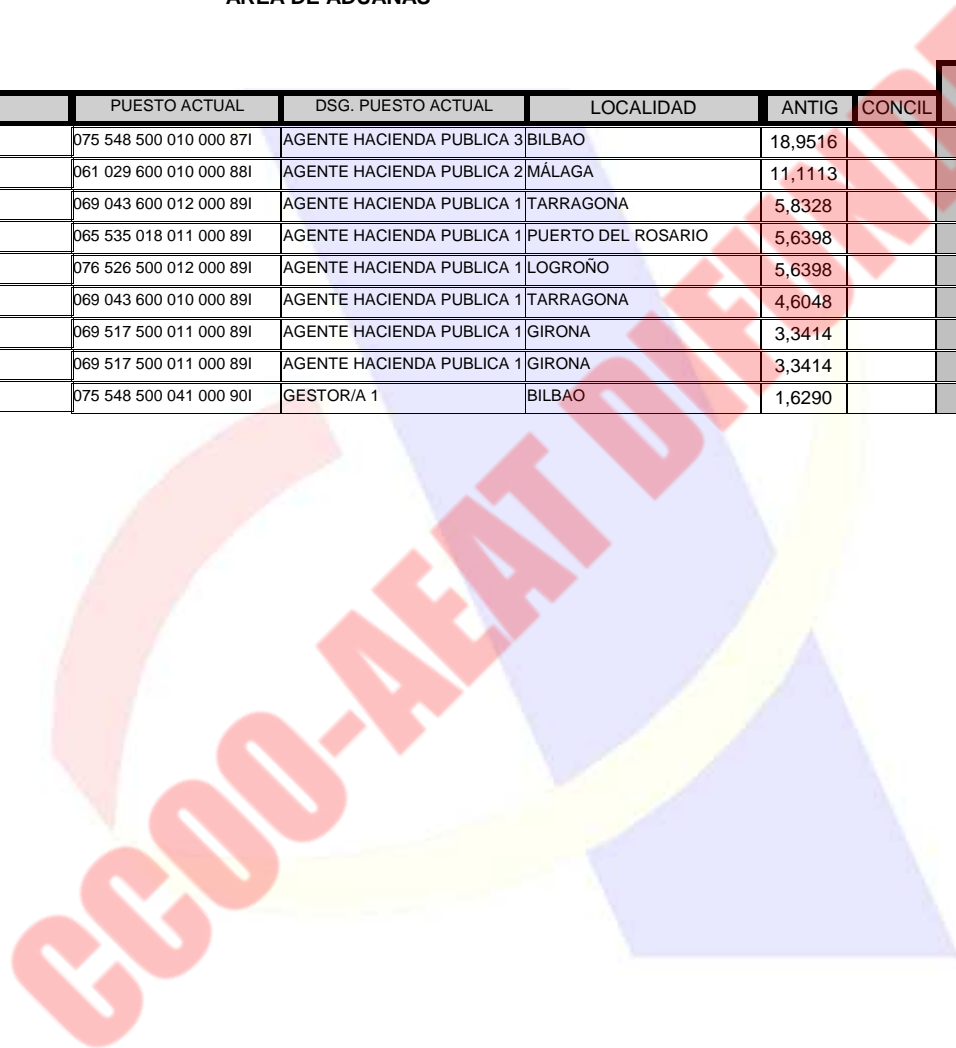 ÁREA DE ADUANAS
PUESTO ACTUAL DSG. PUESTO ACTUAL LOCALIDAD ANTIG CONCIL
075 548 500 010 000 87I AGENTE HACIENDA PUBLICA 3 BILBAO 18,9516
061 029 600 010 000 88I AGENTE HACIENDA PUBLICA 2 MÁLAGA 11,1113
069 043 600 012 000 89I AGENTE HACIENDA PUBLICA 1 TARRAGONA 5,8328
065 535 018 011 000 89I AGENTE HACIENDA PUBLICA 1 PUERTO DEL ROSARIO 5,6398
076 526 500 012 000 89I AGENTE HACIENDA PUBLICA 1 LOGROÑO 5,6398
069 043 600 010 000 89I AGENTE HACIENDA PUBLICA 1 TARRAGONA 4,6048
069 517 500 011 000 89I AGENTE HACIENDA PUBLICA 1 GIRONA 3,3414
069 517 500 011 000 89I AGENTE HACIENDA PUBLICA 1 GIRONA 3,3414
075 548 500 041 000 90I GESTOR/A 1 BILBAO 1,6290
CCOO-AEAT DIFUND